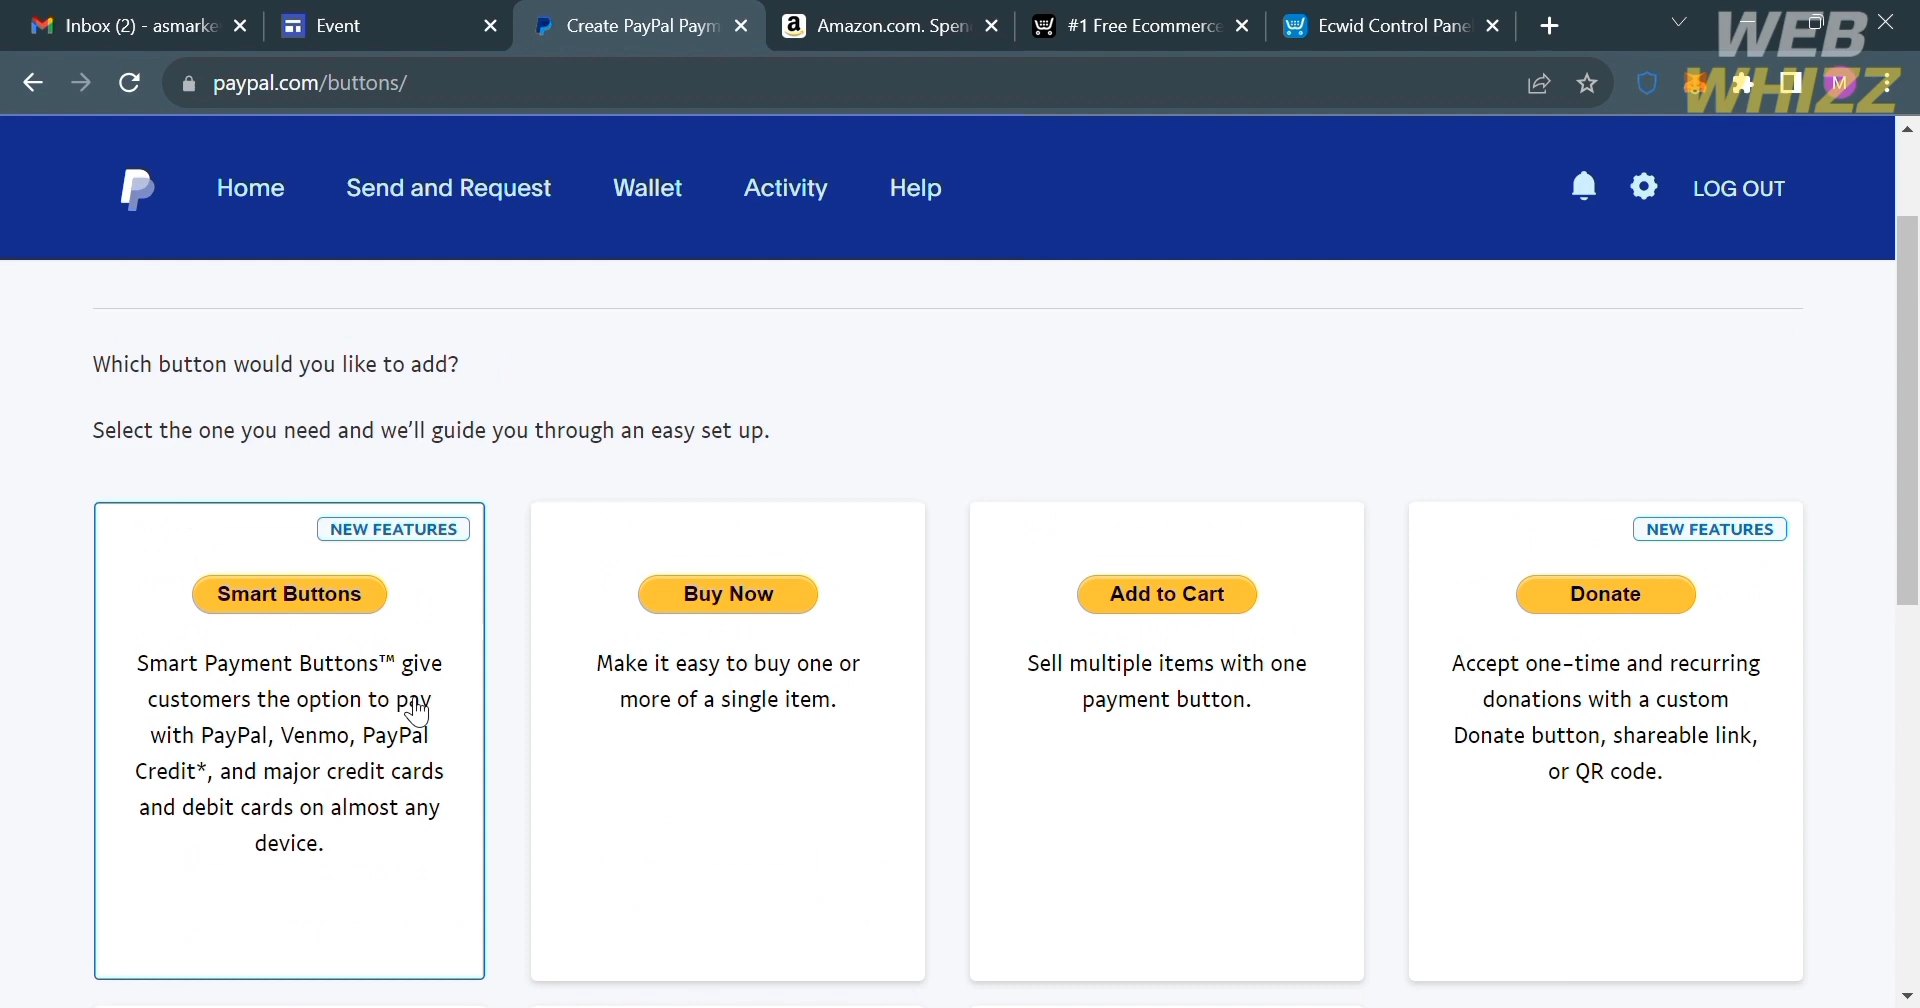 Inbox (2) - asmarke
Event
Create PayPal Paym
Amazon.com. Spen
#1 Free Ecommerce
Ecwid Control Pane
WEB
WHIZZ
paypal.com/buttons/
M
Home
Send and Request
Wallet
Activity
Help
LOG OUT
Which button would you like to add?
Select the one you need and we’ll guide you through an easy set up.
NEW FEATURES
Smart Buttons
Smart Payment Buttons™ give
customers the option to pay
with PayPal, Venmo, PayPal
Credit*, and major credit cards
and debit cards on almost any
device.
Buy Now
Make it easy to buy one or
more of a single item.
Add to Cart
Sell multiple items with one
payment button.
NEW FEATURES
Donate
Accept one-time and recurring
donations with a custom
Donate button, shareable link,
or QR code.